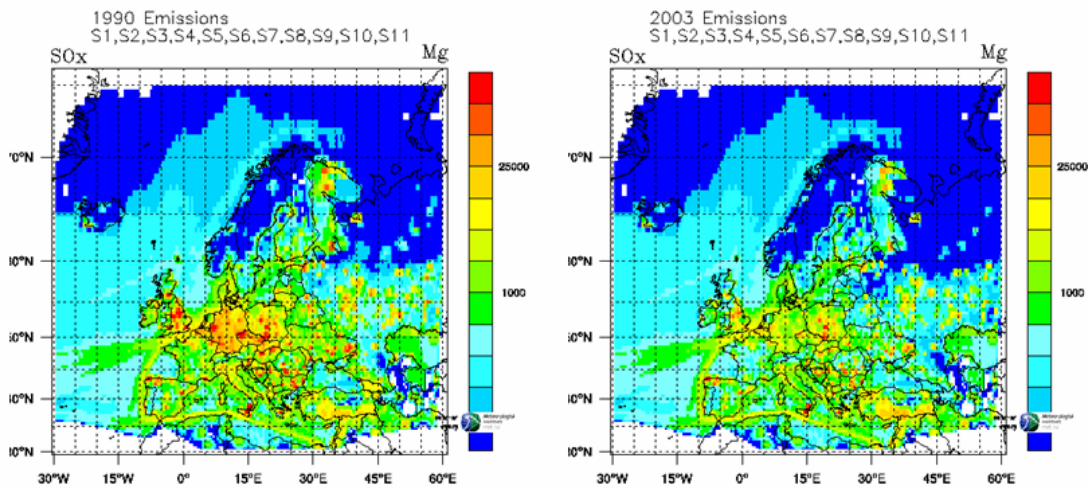 1990 Emissions
S1,S2,S3,S4,S5,S6,S7,S8,S9,S10,S11
SOx
Mg
25000
1000
70°N
50°N
30°W
15°W
0°
15°E
30°E
45°E
60°E
2003 Emissions
S1,S2,S3,S4,S5,S6,S7,S8,S9,S10,S11
SOx
Mg
25000
1000
70°N
30°W
15°W
0°
15°E
30°E
45°E
60°E